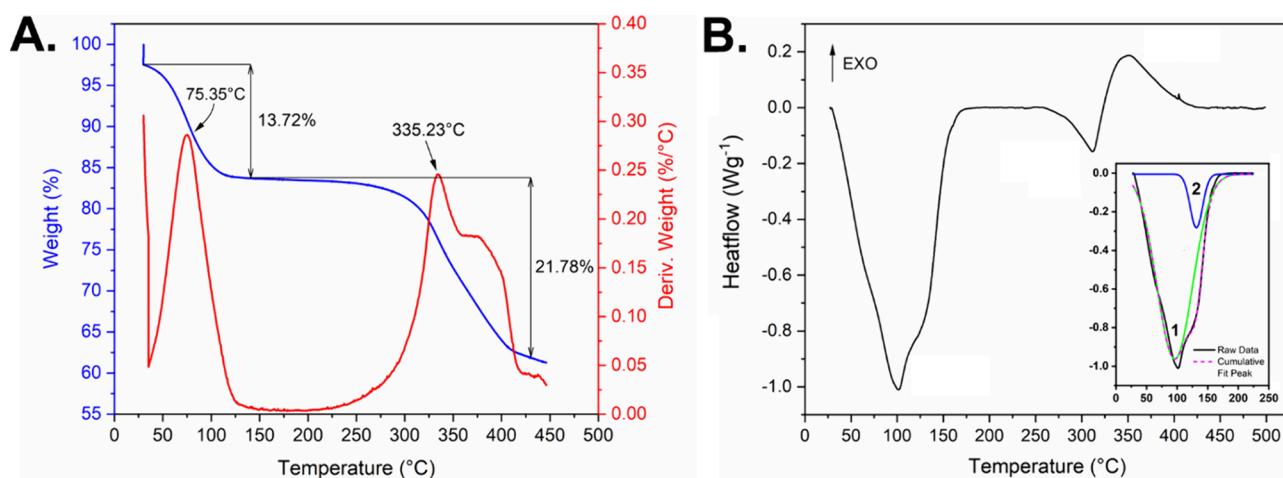 A.
100
95
90
85
80
75
70
65
60
55
Weight (%)
0.40
0.35
0.30
0.25
0.20
0.15
0.10
0.05
0.00
Deriv. Weight (%/°C)
75.35°C
13.72%
335.23°C
21.78%
0 50 100 150 200 250 300 350 400 450 500
Temperature (°C)
B.
EXO
0.2
0.0
-0.2
-0.4
-0.6
-0.8
-1.0
Heatflow (Wg⁻¹)
0 50 100 150 200 250 300 350 400 450 500
Temperature (°C)
0.0
-0.2
-0.4
-0.6
-0.8
-1.0
2
1
Raw Data
Cumulative
Fit Peak
0 50 100 150 200 250